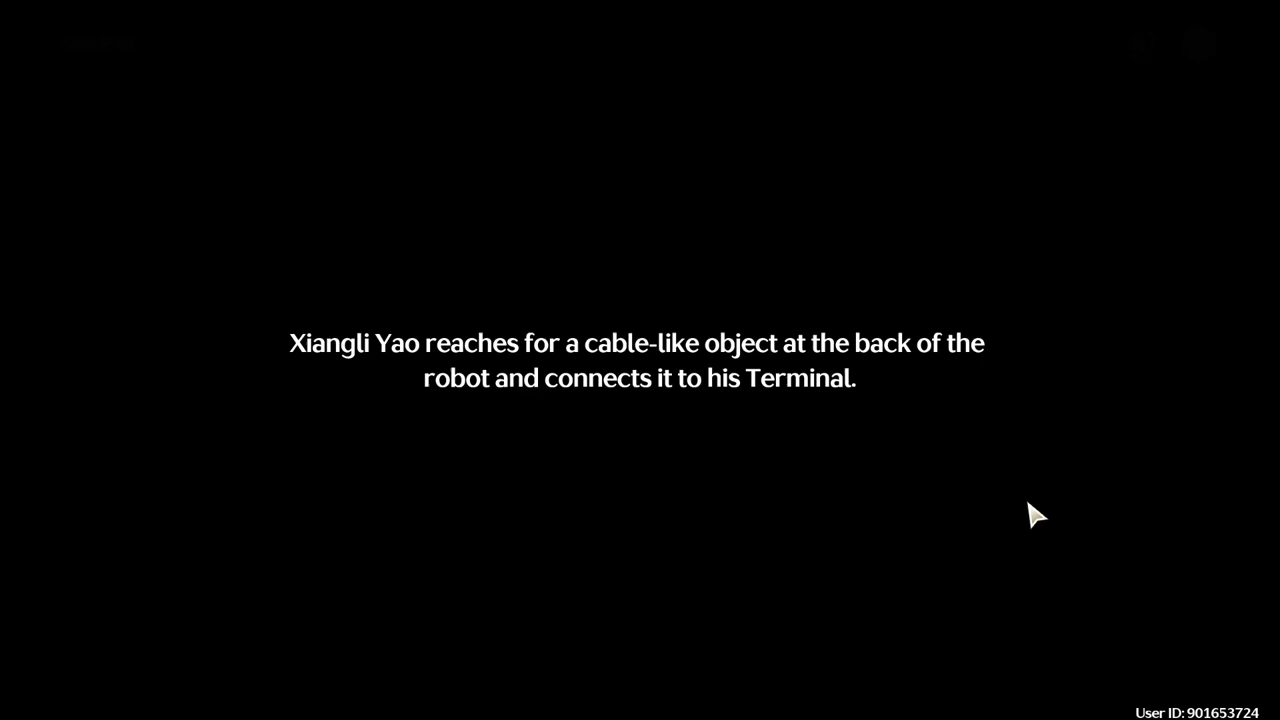 Xiangli Yao reaches for a cable-like object at the back of the
robot and connects it to his Terminal.
User ID: 901653724